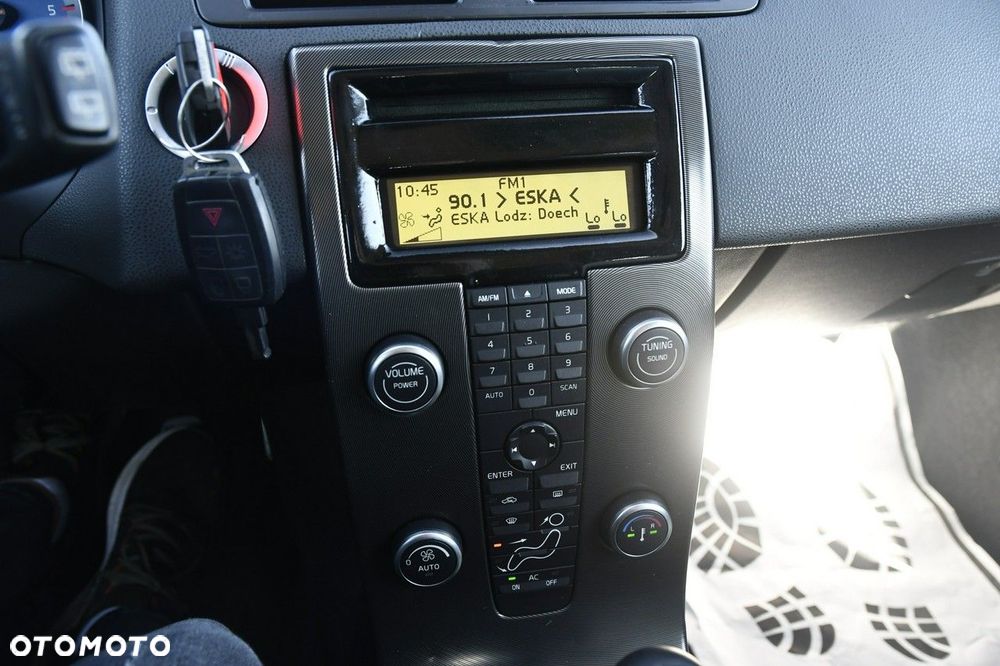 5
10:45 FM1
90.1 > ESKA <
ESKA Lodz: Doech
Lo Lo
AM/FM MODE
1 2 3
4 5 6
7 8 9
AUTO 0 SCAN
MENU
ENTER EXIT
AC
ON OFF
VOLUME
POWER
TUNING
SOUND
0 AUTO
L R
OTOMOTO